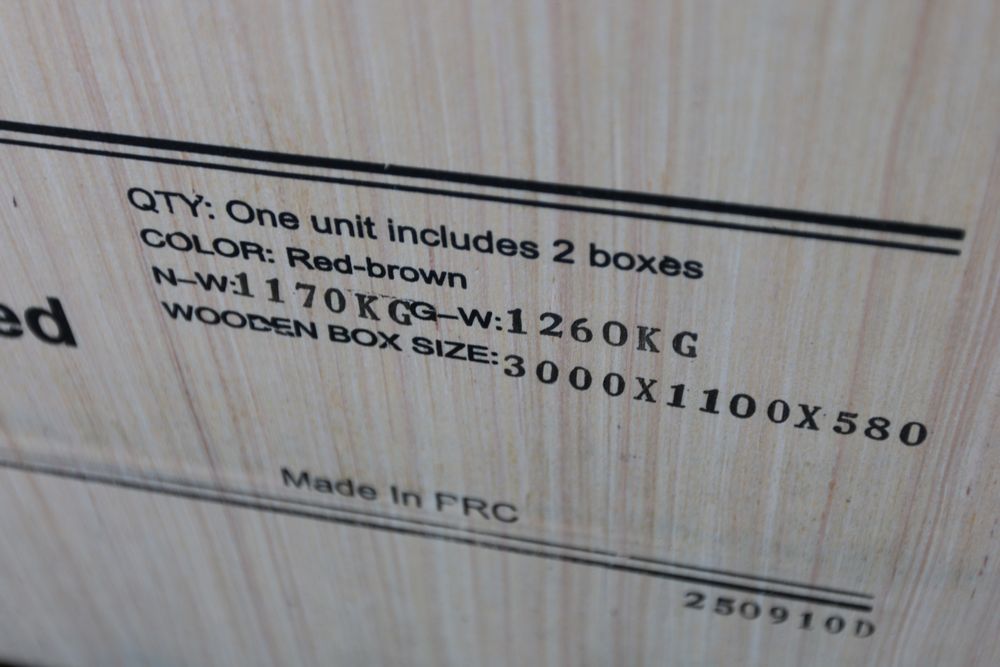 QTY: One unit includes 2 boxes
COLOR: Red-brown
N-W:1170KGG-W:1260KG
WOODEN BOX SIZE:3000X1100X580
ed
Made In PRC
250910D